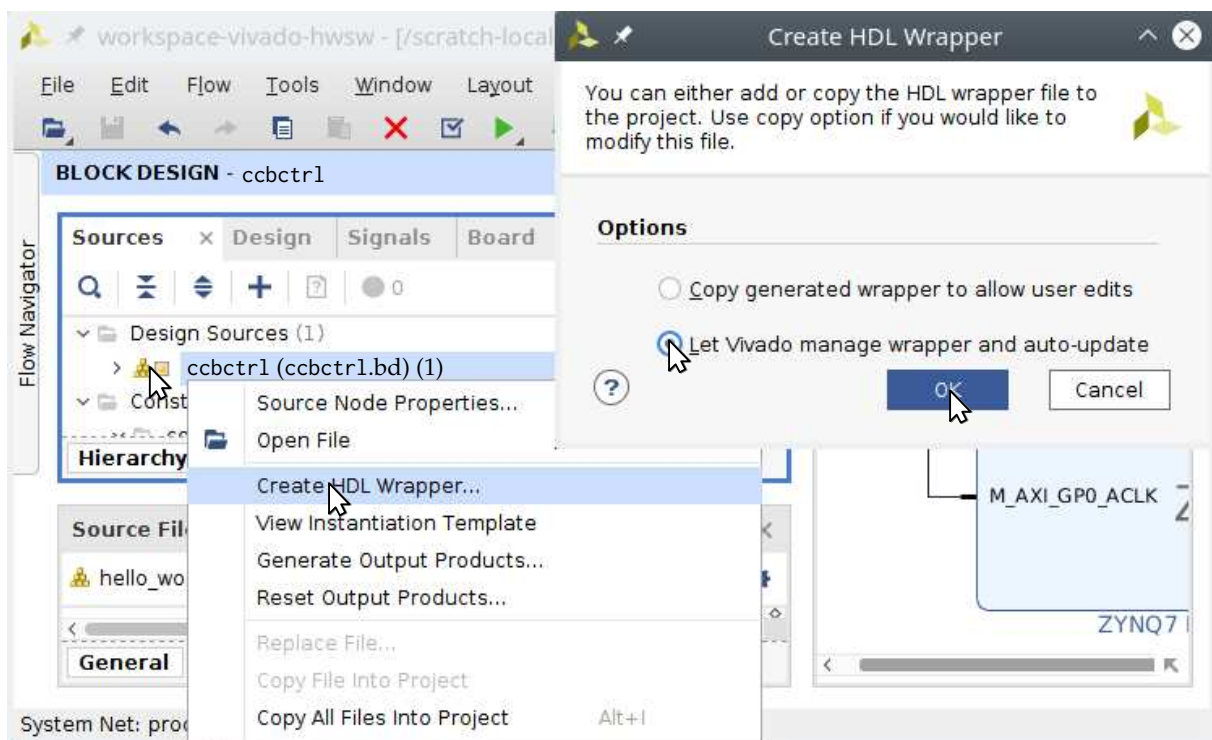 workspace-vivado-hwsw - [/scratch-local
File Edit Flow Tools Window Layout
BLOCK DESIGN - ccbctrl
Flow Navigator
Sources × Design Signals Board
0
Design Sources (1)
ccbctrl (ccbctrl.bd) (1)
Const
Hierarchy
Source Node Properties...
Open File
Create HDL Wrapper...
View Instantiation Template
Generate Output Products...
Reset Output Products...
Replace File...
Copy File Into Project
Copy All Files Into Project Alt+I
Source Fil
hello_wo
General
System Net: proc
Create HDL Wrapper
You can either add or copy the HDL wrapper file to
the project. Use copy option if you would like to
modify this file.
Options
Copy generated wrapper to allow user edits
Let Vivado manage wrapper and auto-update
?
OK Cancel
M_AXI_GP0_ACLK
ZYNQ7